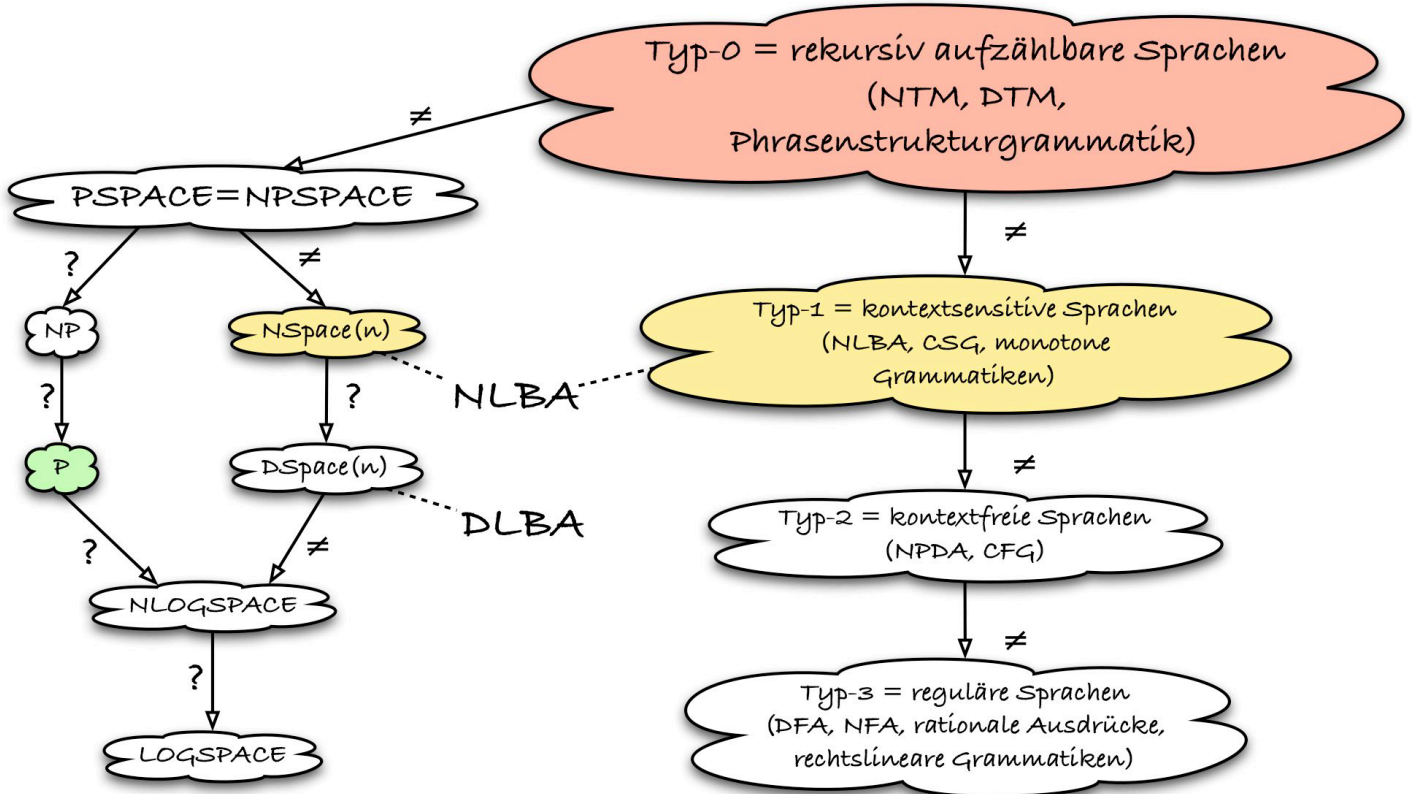 Typ-0 = rekursiv aufzählbare Sprachen
(NTM, DTM,
Phrasenstrukturgrammatik)
≠
PSPACE=NPSPACE
≠
?
≠
Typ-1 = kontextsensitive Sprachen
(NLBA, CSG, monotone
Grammatiken)
NP
NSpace(n)
NLBA
?
?
≠
P
DSpace(n)
DLBA
Typ-2 = kontextfreie Sprachen
(NPDA, CFG)
?
≠
NLOGSPACE
≠
?
Typ-3 = reguläre Sprachen
(DFA, NFA, rationale Ausdrücke,
rechtslineare Grammatiken)
LOGSPACE